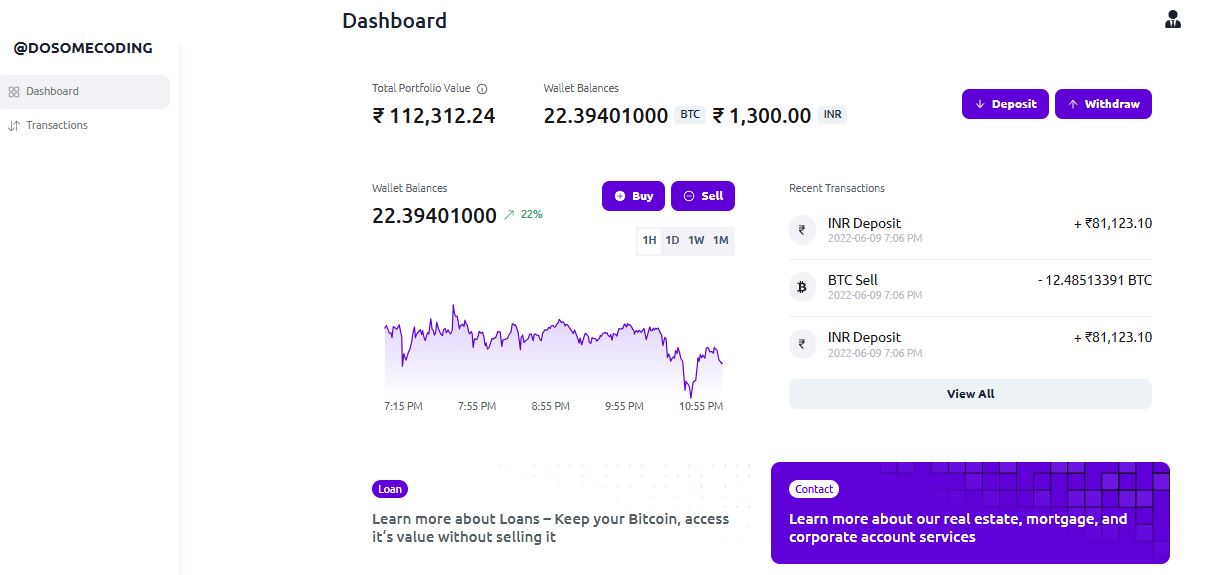 Dashboard
@DOSOMECODING
Dashboard
Transactions
Total Portfolio Value
₹ 112,312.24
Wallet Balances
22.39401000 BTC ₹ 1,300.00 INR
Deposit
Withdraw
Wallet Balances
22.39401000 22%
Buy
Sell
1H 1D 1W 1M
7:15 PM 7:55 PM 8:55 PM 9:55 PM 10:55 PM
Recent Transactions
₹ INR Deposit + ₹81,123.10
2022-06-09 7:06 PM
₿ BTC Sell - 12.48513391 BTC
2022-06-09 7:06 PM
₹ INR Deposit + ₹81,123.10
2022-06-09 7:06 PM
View All
Loan
Learn more about Loans – Keep your Bitcoin, access
it's value without selling it
Contact
Learn more about our real estate, mortgage, and
corporate account services